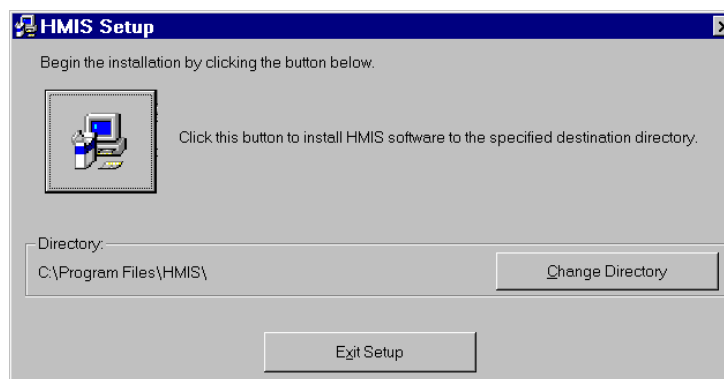 HMIS Setup
Begin the installation by clicking the button below.
Click this button to install HMIS software to the specified destination directory.
Directory:
C:\Program Files\HMIS\
Change Directory
Exit Setup